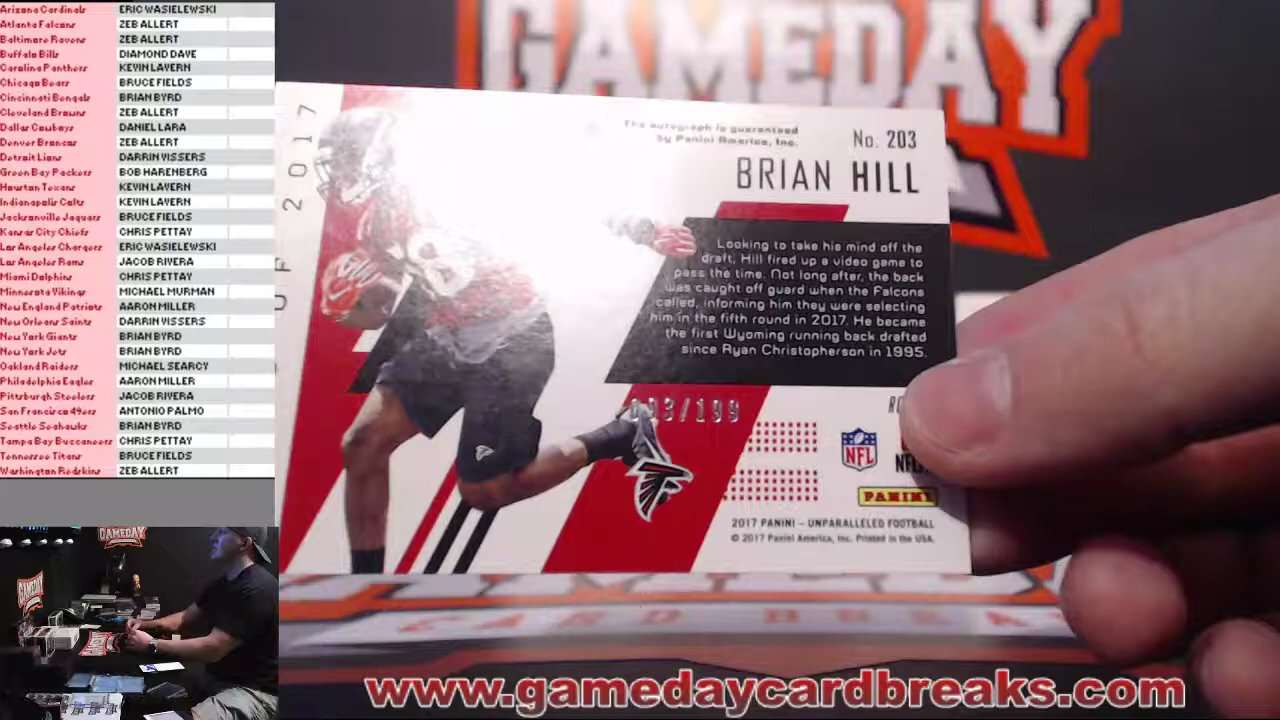 Arizona Cardinals ERIC WASIELEWSKI
Atlanta Falcons ZEB ALLERT
Baltimore Ravens ZEB ALLERT
Buffalo Bills DIAMOND DAVE
Carolina Panthers KEVIN LAVERN
Chicago Bears BRUCE FIELDS
Cincinnati Bengals BRIAN BYRD
Cleveland Browns ZEB ALLERT
Dallas Cowboys DANIEL LARA
Denver Broncos ZEB ALLERT
Detroit Lions DARRIN VISSERS
Green Bay Packers BOB HARENBERG
Houston Texans KEVIN LAVERN
Indianapolis Colts KEVIN LAVERN
Jacksonville Jaguars BRUCE FIELDS
Kansas City Chiefs CHRIS PETTAY
Los Angeles Chargers ERIC WASIELEWSKI
Los Angeles Rams JACOB RIVERA
Miami Dolphins CHRIS PETTAY
Minnesota Vikings MICHAEL MURMAN
New England Patriots AARON MILLER
New Orleans Saints DARRIN VISSERS
New York Giants BRIAN BYRD
New York Jets BRIAN BYRD
Oakland Raiders MICHAEL SEARCY
Philadelphia Eagles AARON MILLER
Pittsburgh Steelers JACOB RIVERA
San Francisco 49ers ANTONIO PALMO
Seattle Seahawks BRIAN BYRD
Tampa Bay Buccaneers CHRIS PETTAY
Tennessee Titans BRUCE FIELDS
Washington Redskins ZEB ALLERT
GAMEDAY
2017
The autograph is guaranteed
by Panini America, Inc.
No. 203
BRIAN HILL
Looking to take his mind off the
draft, Hill fired up a video game to
pass the time. Not long after, the back
was caught off guard when the Falcons
called, informing him they were selecting
him in the fifth round in 2017. He became
the first Wyoming running back drafted
since Ryan Christopherson in 1995.
/199
NFL
NFL
PANINI
2017 PANINI – UNPARALLELED FOOTBALL
© 2017 Panini America, Inc. Printed in the USA.
CARD BREA
GAMEDAY
GAMEDAY
www.gamedaycardbreaks.com